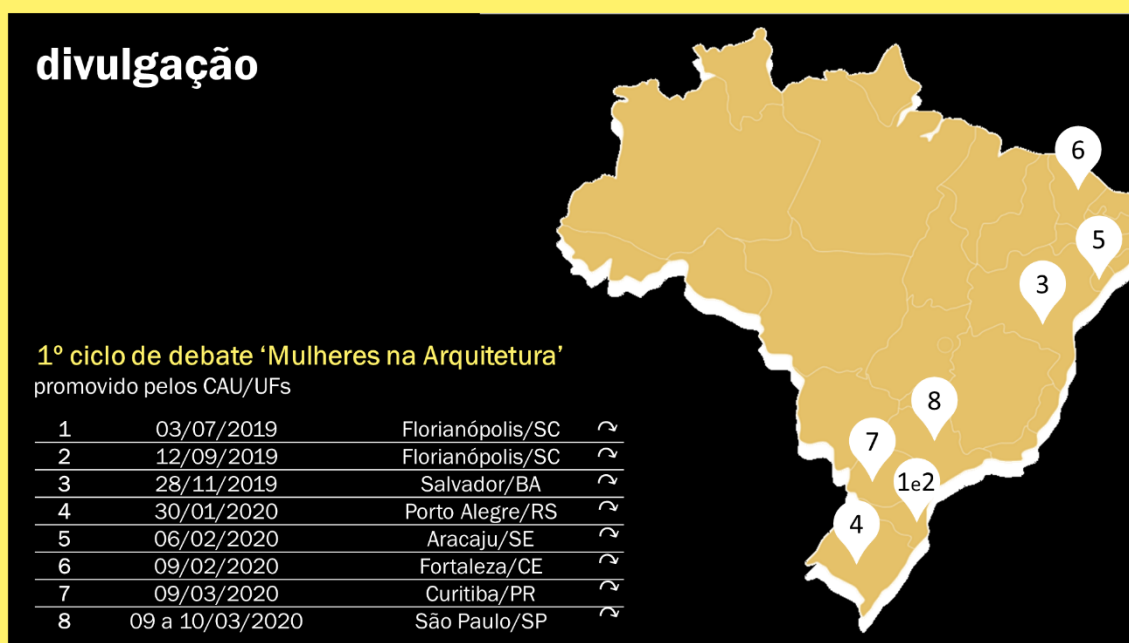 divulgação
1º ciclo de debate ‘Mulheres na Arquitetura’
promovido pelos CAU/UFs
1 03/07/2019 Florianópolis/SC
2 12/09/2019 Florianópolis/SC
3 28/11/2019 Salvador/BA
4 30/01/2020 Porto Alegre/RS
5 06/02/2020 Aracaju/SE
6 09/02/2020 Fortaleza/CE
7 09/03/2020 Curitiba/PR
8 09 a 10/03/2020 São Paulo/SP
6
5
3
8
7
1e2
4